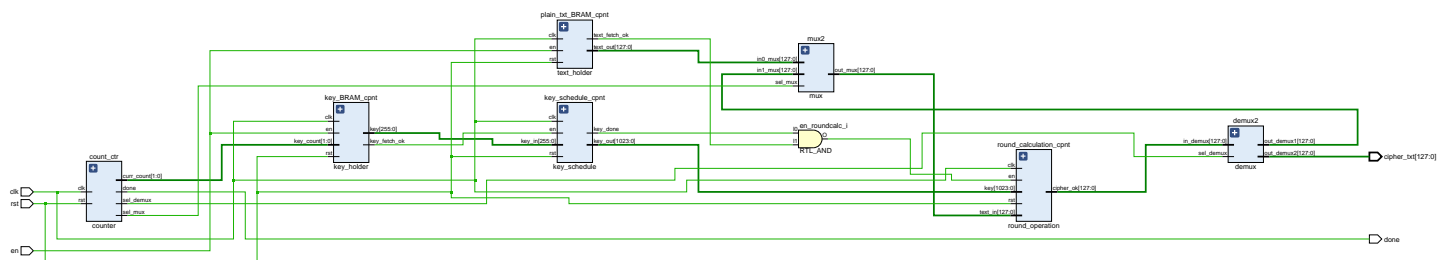 plain_txt_BRAM_cpnt
clk
en
rst
text_fetch_ok
text_out[127:0]
text_holder
mux2
in0_mux[127:0]
in1_mux[127:0]
sel_mux
out_mux[127:0]
mux
key_BRAM_cpnt
clk
en
key_count[1:0]
rst
key[255:0]
key_fetch_ok
key_holder
key_schedule_cpnt
clk
en
key_in[255:0]
rst
key_done
key_out[1023:0]
key_schedule
en_roundcalc_i
I0
I1
O
RTL_AND
demux2
in_demux[127:0]
sel_demux
out_demux1[127:0]
out_demux2[127:0]
demux
cipher_txt[127:0]
round_calculation_cpnt
clk
en
key[1023:0]
rst
text_in[127:0]
cipher_ok[127:0]
round_operation
count_ctr
clk
rst
curr_count[1:0]
done
sel_demux
sel_mux
counter
clk
rst
en
done